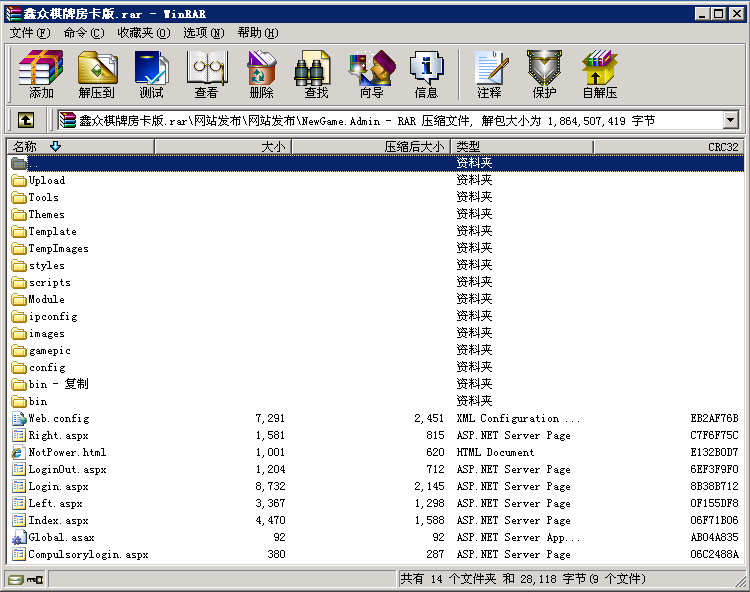 鑫众棋牌房卡版.rar - WinRAR
文件(F) 命令(C) 收藏夹(O) 选项(N) 帮助(H)
添加 解压到 测试 查看 删除 查找 向导 信息 注释 保护 自解压
鑫众棋牌房卡版.rar\网站发布\网站发布\NewGame.Admin - RAR 压缩文件, 解包大小为 1,864,507,419 字节
名称 大小 压缩后大小 类型 CRC32
.. 资料夹
Upload 资料夹
Tools 资料夹
Themes 资料夹
Template 资料夹
TempImages 资料夹
styles 资料夹
scripts 资料夹
Module 资料夹
ipconfig 资料夹
images 资料夹
gamepic 资料夹
config 资料夹
bin - 复制 资料夹
bin 资料夹
Web.config 7,291 2,451 XML Configuration ... EB2AF76B
Right.aspx 1,581 815 ASP.NET Server Page C7F6F75C
NotPower.html 1,001 620 HTML Document E132B0D7
LoginOut.aspx 1,204 712 ASP.NET Server Page 6EF3F9F0
Login.aspx 8,732 2,145 ASP.NET Server Page 8B38B712
Left.aspx 3,367 1,298 ASP.NET Server Page 0F155DF8
Index.aspx 4,470 1,588 ASP.NET Server Page 06F71B06
Global.asax 92 92 ASP.NET Server App... AB04A835
Compulsorylogin.aspx 380 287 ASP.NET Server Page 06C2488A
共有 14 个文件夹 和 28,118 字节(9 个文件)